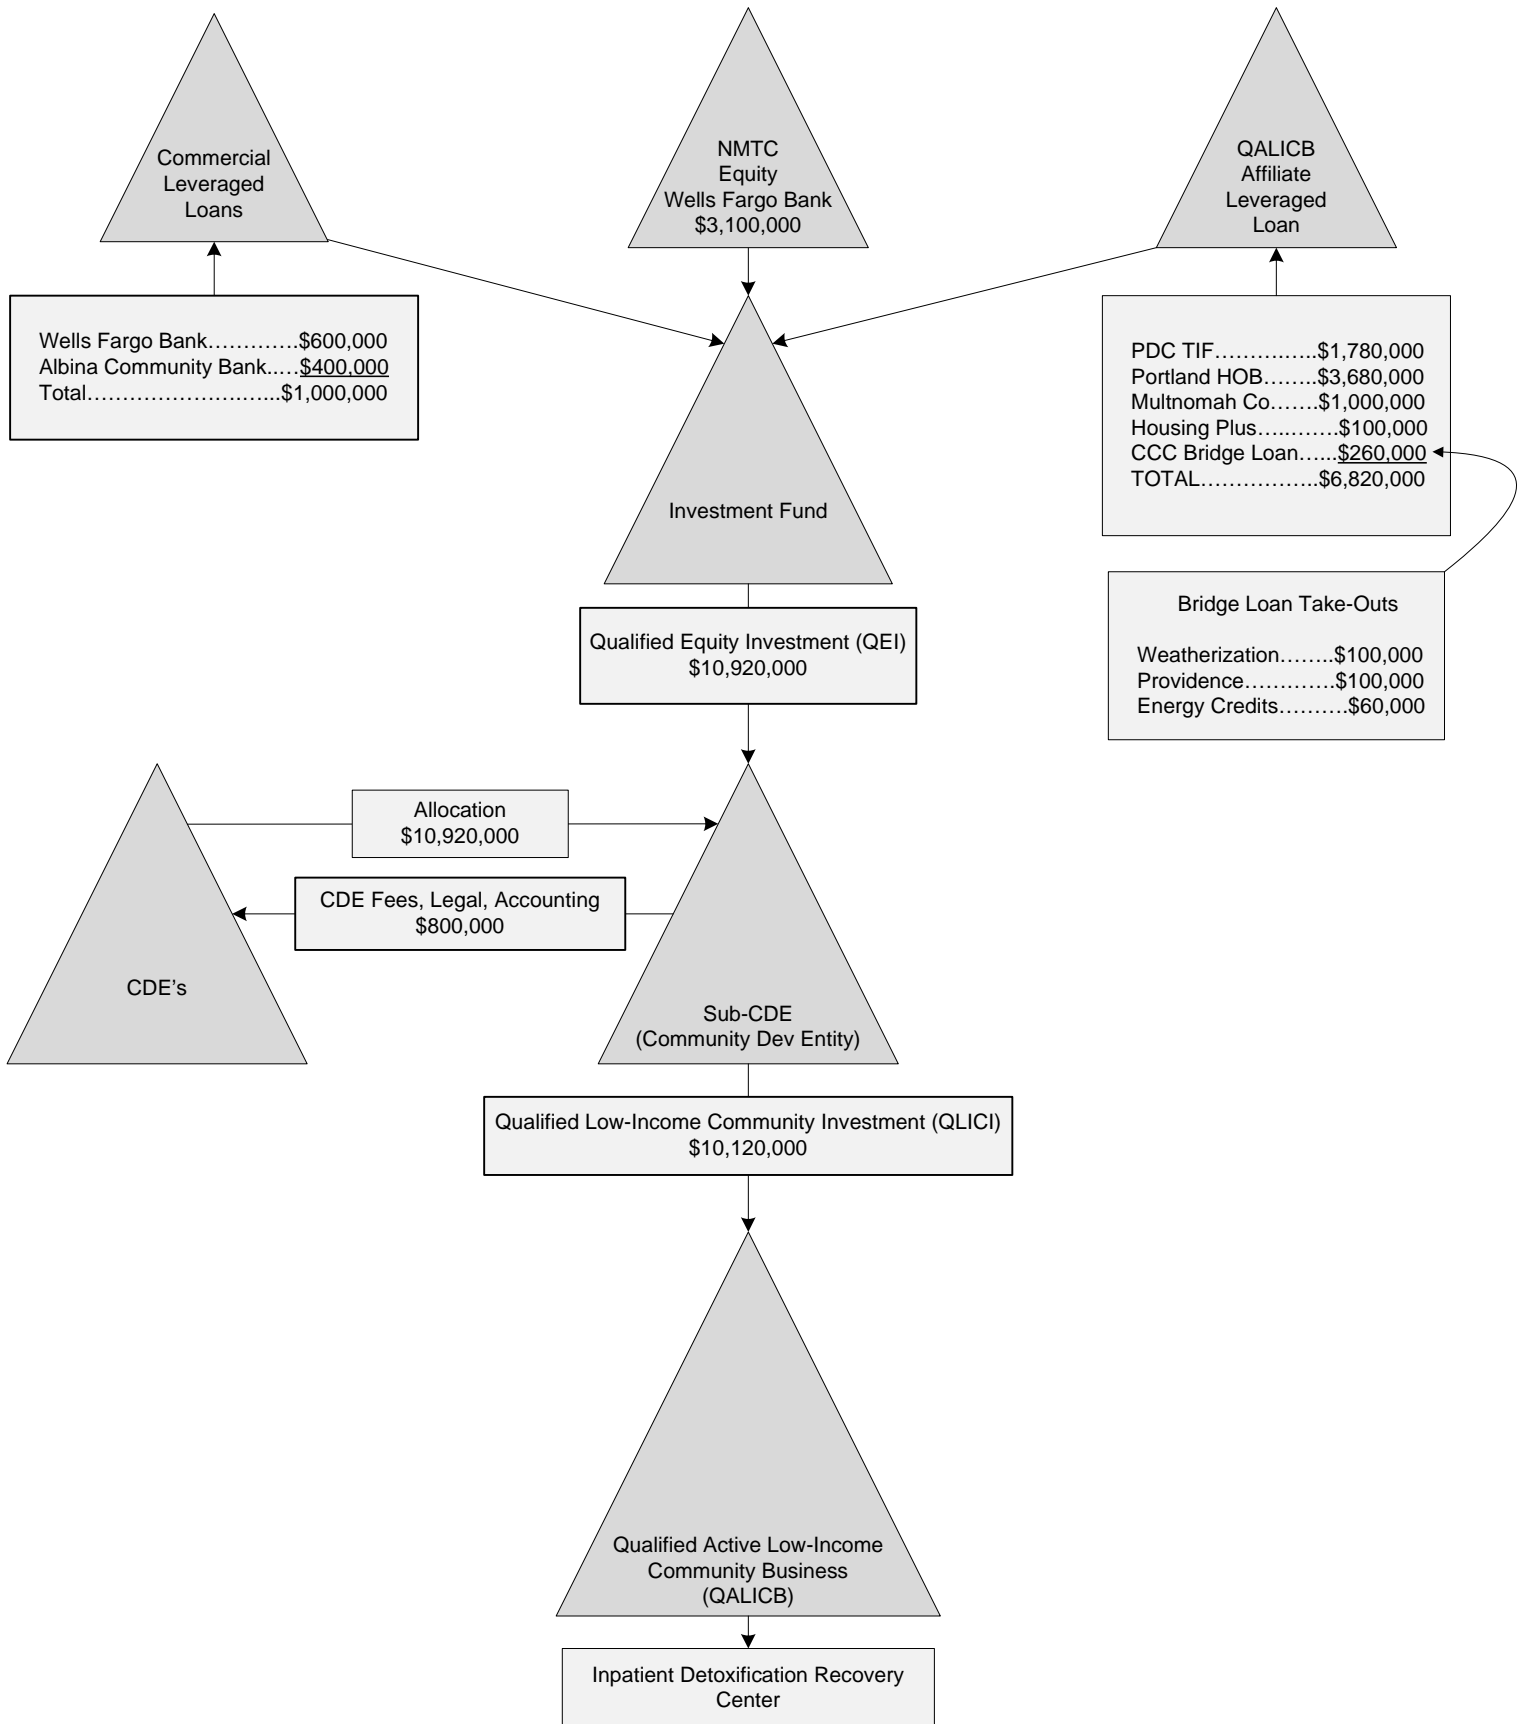 Commercial
Leveraged
Loans
NMTC
Equity
Wells Fargo Bank
$3,100,000
QALICB
Affiliate
Leveraged
Loan
Wells Fargo Bank………….$600,000
Albina Community Bank..…$400,000
Total………………….…...$1,000,000
PDC TIF……….…..$1,780,000
Portland HOB……..$3,680,000
Multnomah Co…….$1,000,000
Housing Plus…..…….$100,000
CCC Bridge Loan…...$260,000
TOTAL……………..$6,820,000
Investment Fund
Bridge Loan Take-Outs
Weatherization……..$100,000
Providence………….$100,000
Energy Credits……….$60,000
Qualified Equity Investment (QEI)
$10,920,000
Allocation
$10,920,000
CDE Fees, Legal, Accounting
$800,000
CDE’s
Sub-CDE
(Community Dev Entity)
Qualified Low-Income Community Investment (QLICI)
$10,120,000
Qualified Active Low-Income
Community Business
(QALICB)
Inpatient Detoxification Recovery
Center